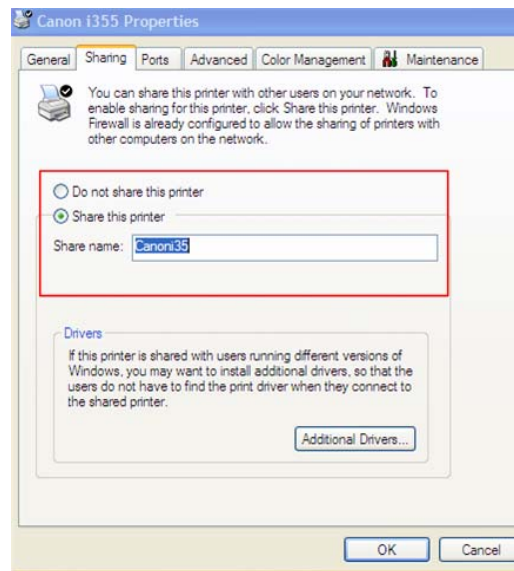 Canon i355 Properties
General Sharing Ports Advanced Color Management Maintenance
You can share this printer with other users on your network. To
enable sharing for this printer, click Share this printer. Windows
Firewall is already configured to allow the sharing of printers with
other computers on the network.
Do not share this printer
Share this printer
Share name: Canoni35
Drivers
If this printer is shared with users running different versions of
Windows, you may want to install additional drivers, so that the
users do not have to find the print driver when they connect to
the shared printer.
Additional Drivers...
OK Cancel